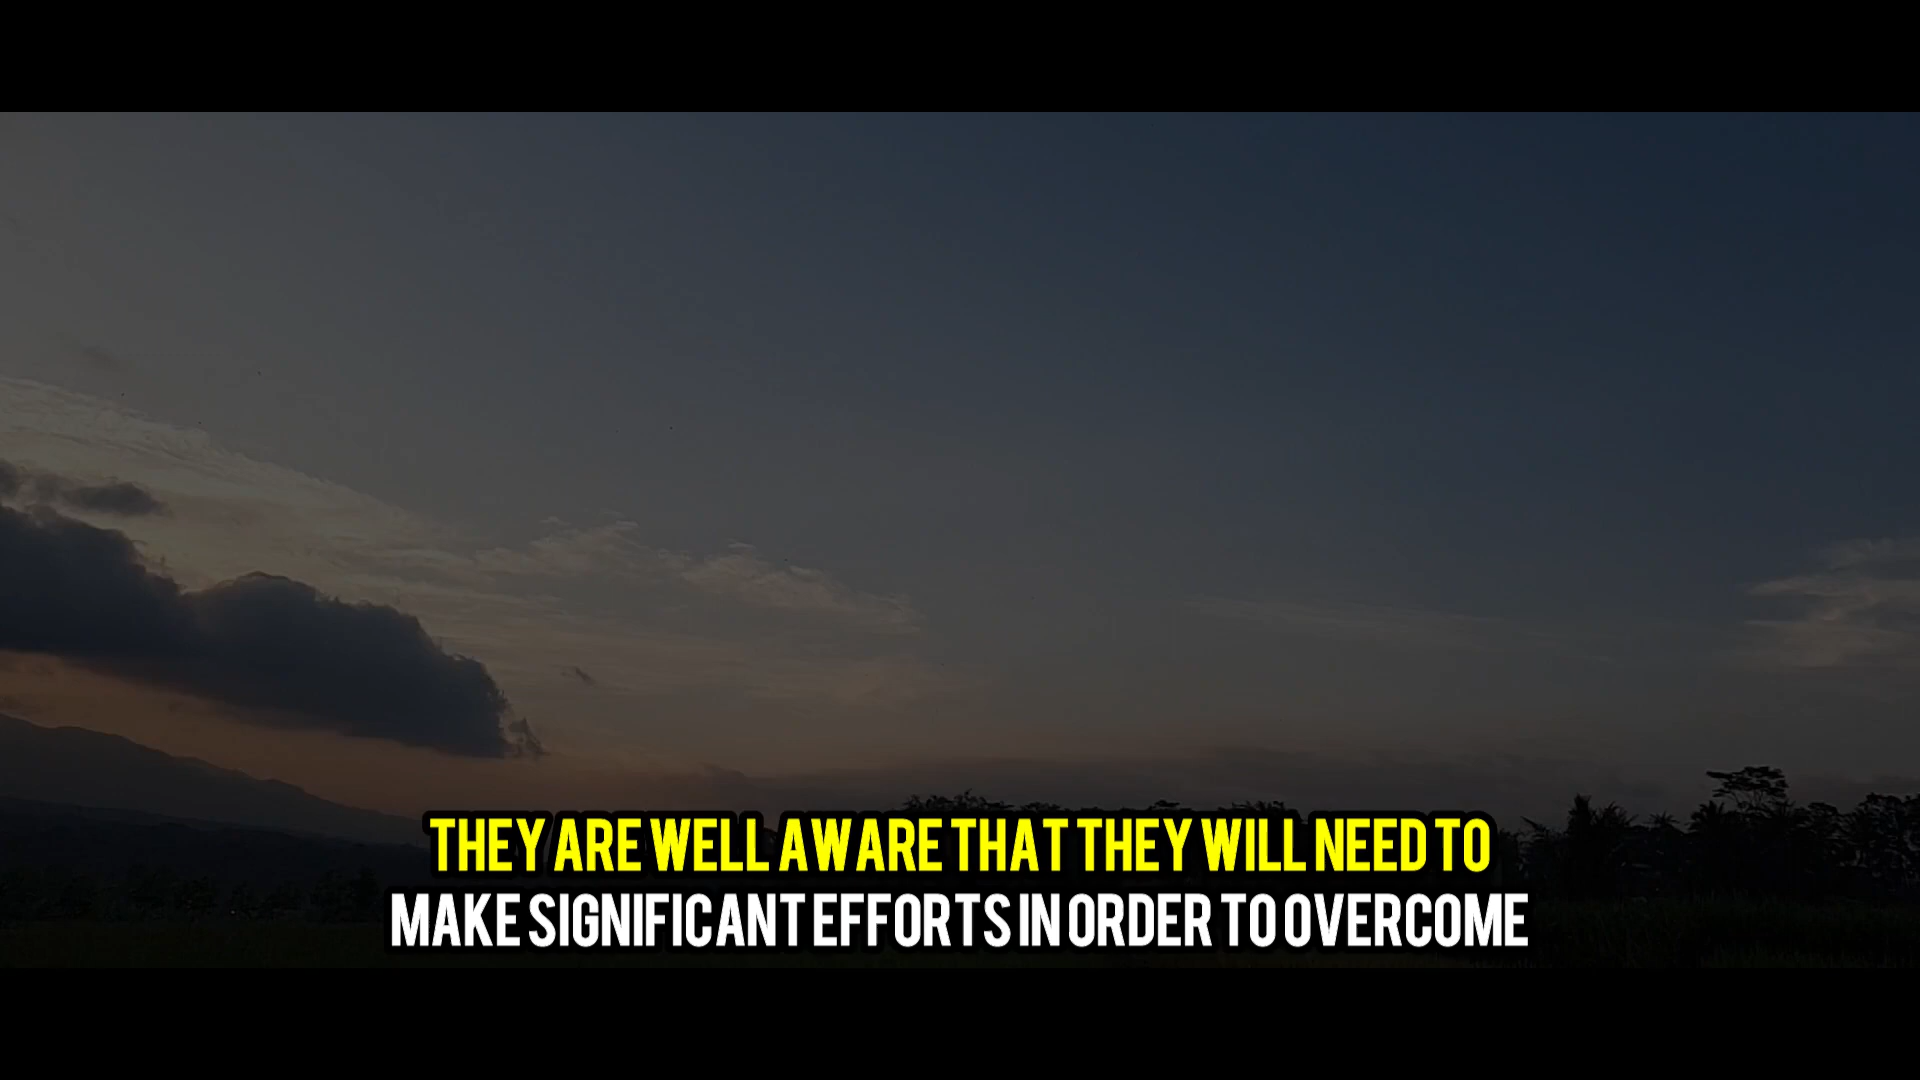 THEY ARE WELL AWARE THAT THEY WILL NEED TO
MAKE SIGNIFICANT EFFORTS IN ORDER TO OVERCOME